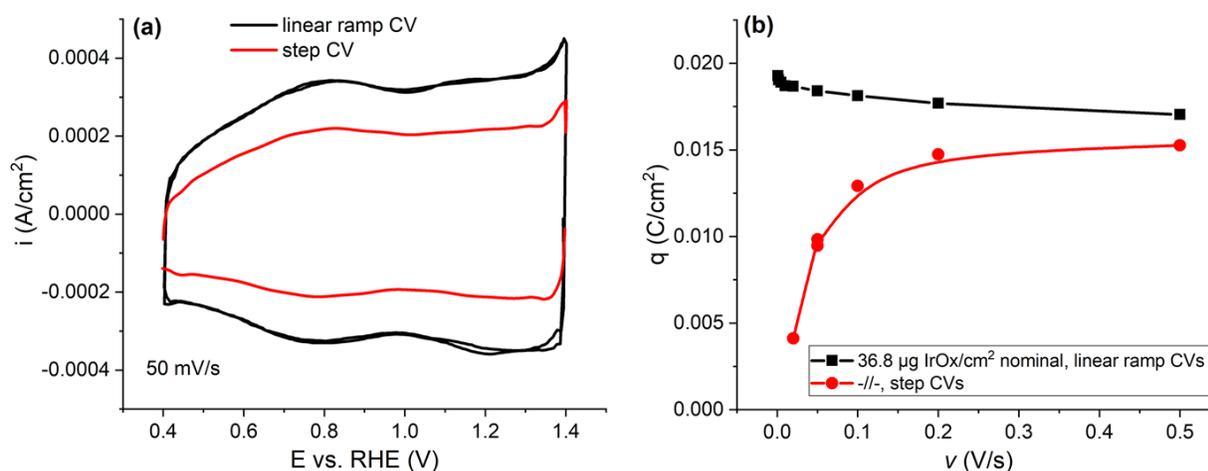 (a)
linear ramp CV
step CV
0.0004
0.0002
0.0000
-0.0002
-0.0004
i (A/cm²)
50 mV/s
0.4 0.6 0.8 1.0 1.2 1.4
E vs. RHE (V)
(b)
0.020
0.015
0.010
0.005
0.000
q (C/cm²)
36.8 µg IrOx/cm² nominal, linear ramp CVs
-//-, step CVs
0.0 0.1 0.2 0.3 0.4 0.5
v (V/s)